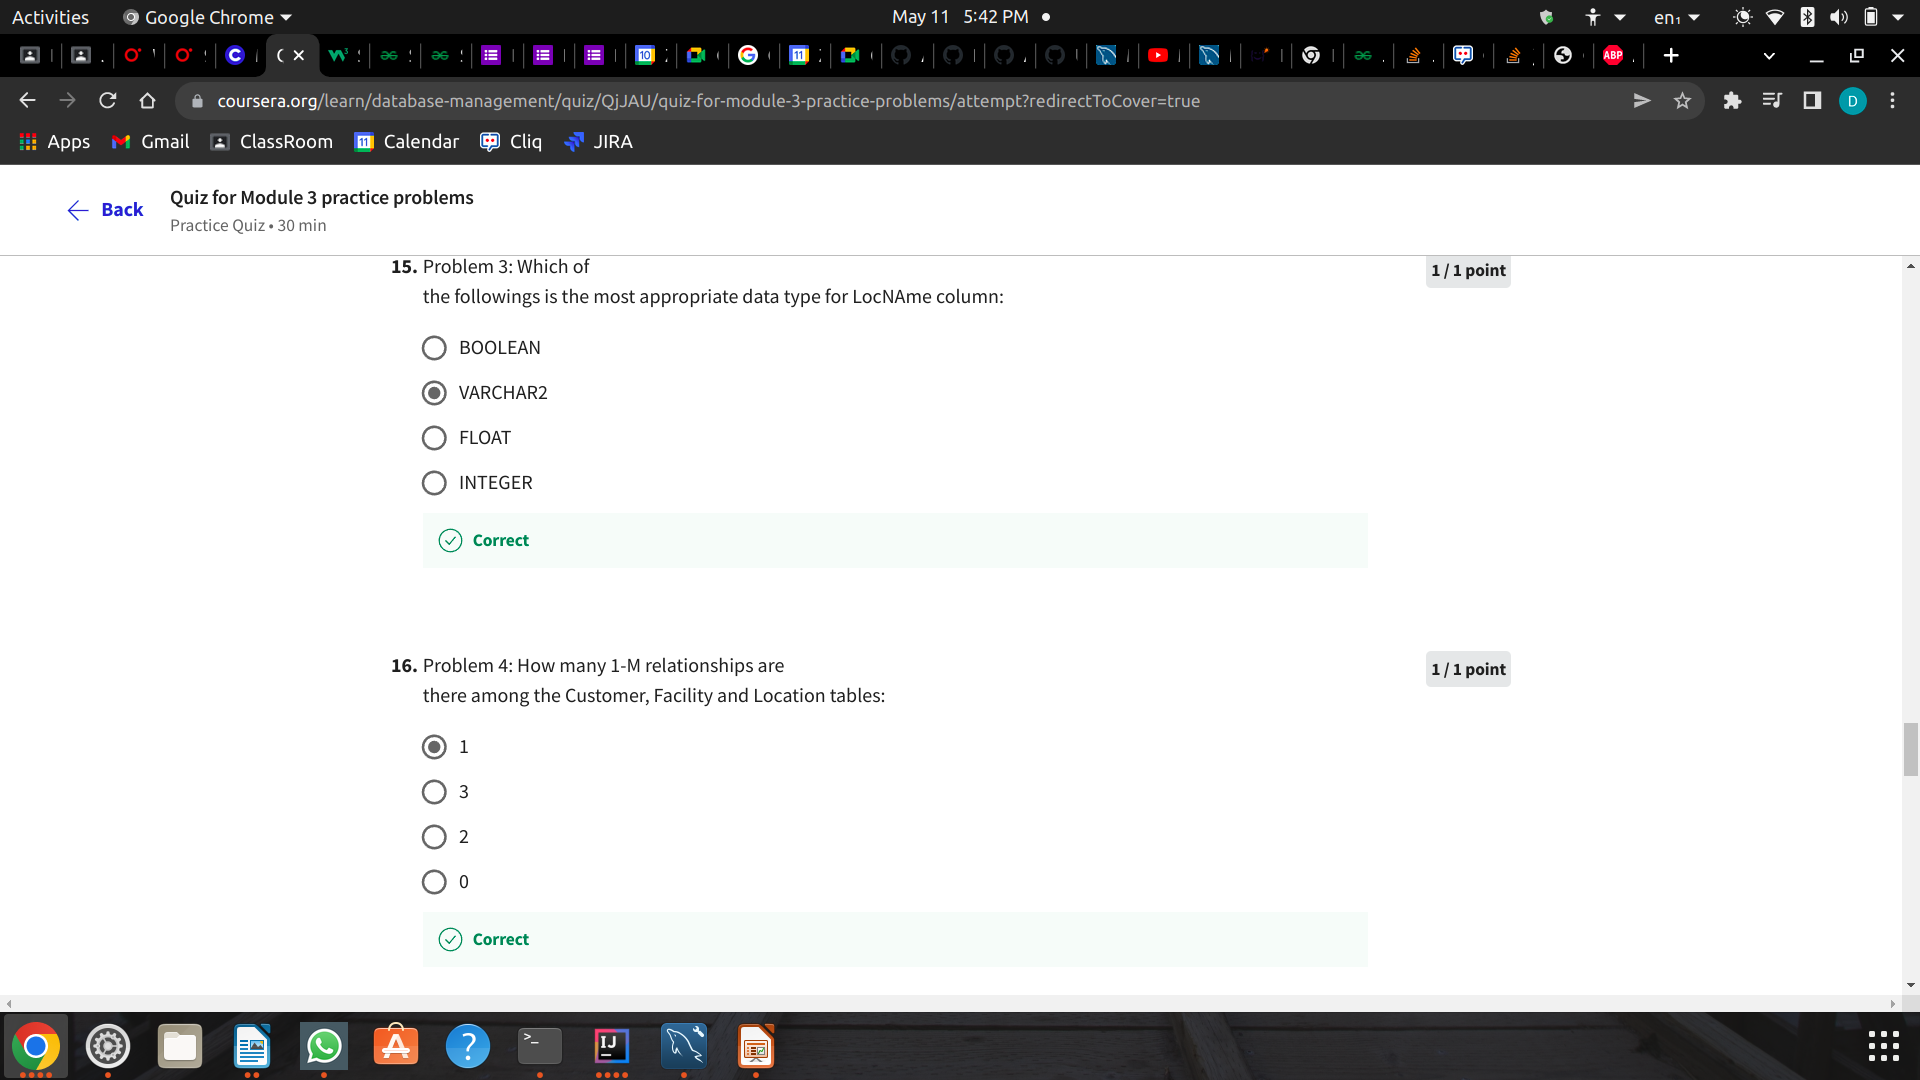 Activities Google Chrome May 11 5:42 PM en₁
coursera.org/learn/database-management/quiz/QjJAU/quiz-for-module-3-practice-problems/attempt?redirectToCover=true D
Apps Gmail ClassRoom Calendar Cliq JIRA
Back
Quiz for Module 3 practice problems
Practice Quiz • 30 min
15. Problem 3: Which of
the followings is the most appropriate data type for LocNAme column:
1 / 1 point
BOOLEAN
VARCHAR2
FLOAT
INTEGER
Correct
16. Problem 4: How many 1-M relationships are
there among the Customer, Facility and Location tables:
1 / 1 point
1
3
2
0
Correct